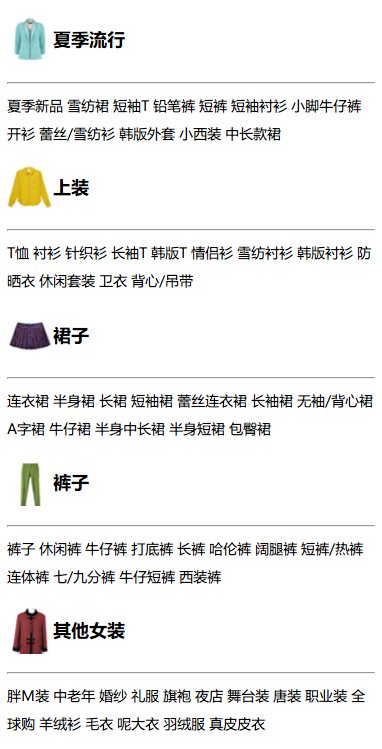 夏季流行
夏季新品 雪纺裙 短袖T 铅笔裤 短裤 短袖衬衫 小脚牛仔裤
开衫 蕾丝/雪纺衫 韩版外套 小西装 中长款裙
上装
T恤 衬衫 针织衫 长袖T 韩版T 情侣衫 雪纺衬衫 韩版衬衫 防
晒衣 休闲套装 卫衣 背心/吊带
裙子
连衣裙 半身裙 长裙 短袖裙 蕾丝连衣裙 长袖裙 无袖/背心裙
A字裙 牛仔裙 半身中长裙 半身短裙 包臀裙
裤子
裤子 休闲裤 牛仔裤 打底裤 长裤 哈伦裤 阔腿裤 短裤/热裤
连体裤 七/九分裤 牛仔短裤 西装裤
其他女装
胖M装 中老年 婚纱 礼服 旗袍 夜店 舞台装 唐装 职业装 全
球购 羊绒衫 毛衣 呢大衣 羽绒服 真皮皮衣